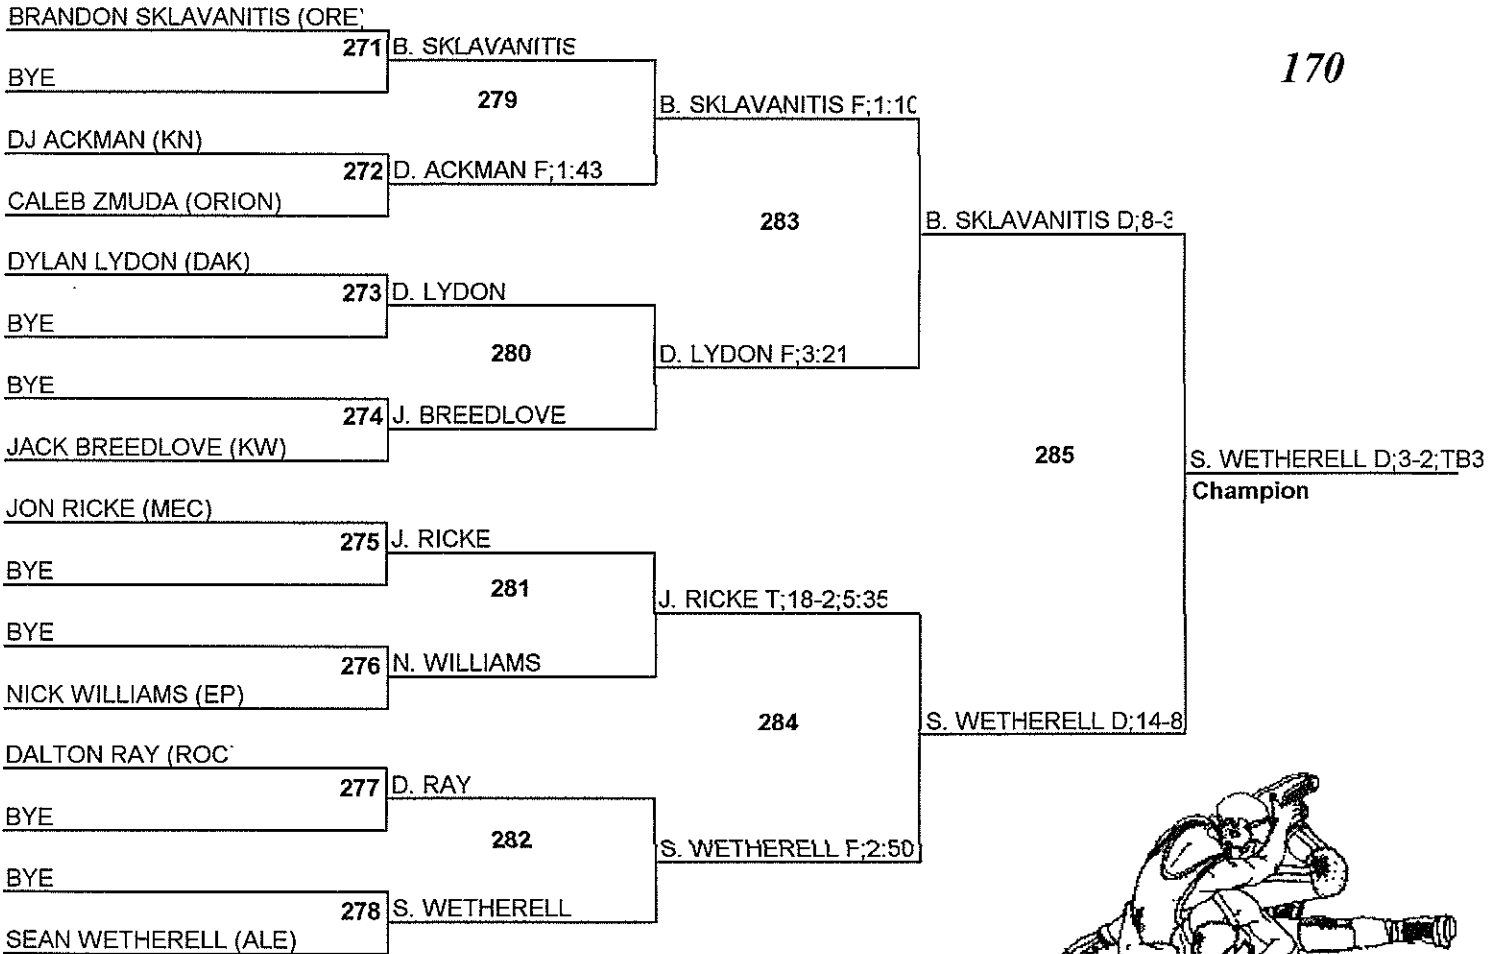 BRANDON SKLAVANITIS (ORE
271 B. SKLAVANITIS
BYE
170
279
B. SKLAVANITIS F;1:10
DJ ACKMAN (KN)
272 D. ACKMAN F;1:43
CALEB ZMUDA (ORION)
283
B. SKLAVANITIS D;8-3
DYLAN LYDON (DAK)
273 D. LYDON
BYE
280
D. LYDON F;3:21
BYE
274 J. BREEDLOVE
JACK BREEDLOVE (KW)
285
S. WETHERELL D;3-2;TB3
Champion
JON RICKE (MEC)
275 J. RICKE
BYE
281
J. RICKE T;18-2;5:35
BYE
276 N. WILLIAMS
NICK WILLIAMS (EP)
284
S. WETHERELL D;14-8
DALTON RAY (ROC
277 D. RAY
BYE
282
S. WETHERELL F;2:50
BYE
278 S. WETHERELL
SEAN WETHERELL (ALE)